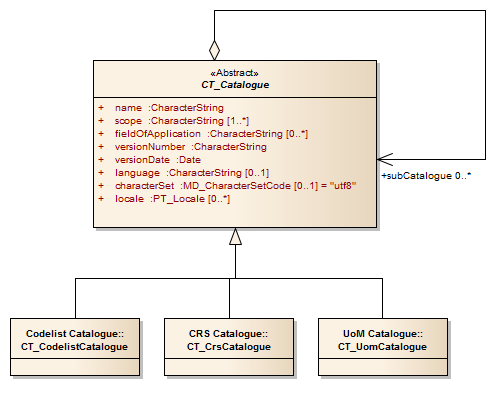 «Abstract»
CT_Catalogue
+ name :CharacterString
+ scope :CharacterString [1..*]
+ fieldOfApplication :CharacterString [0..*]
+ versionNumber :CharacterString
+ versionDate :Date
+ language :CharacterString [0..1]
+ characterSet :MD_CharacterSetCode [0..1] = "utf8"
+ locale :PT_Locale [0..*]
+subCatalogue 0..*
Codelist Catalogue::
CT_CodelistCatalogue
CRS Catalogue::
CT_CrsCatalogue
UoM Catalogue::
CT_UomCatalogue